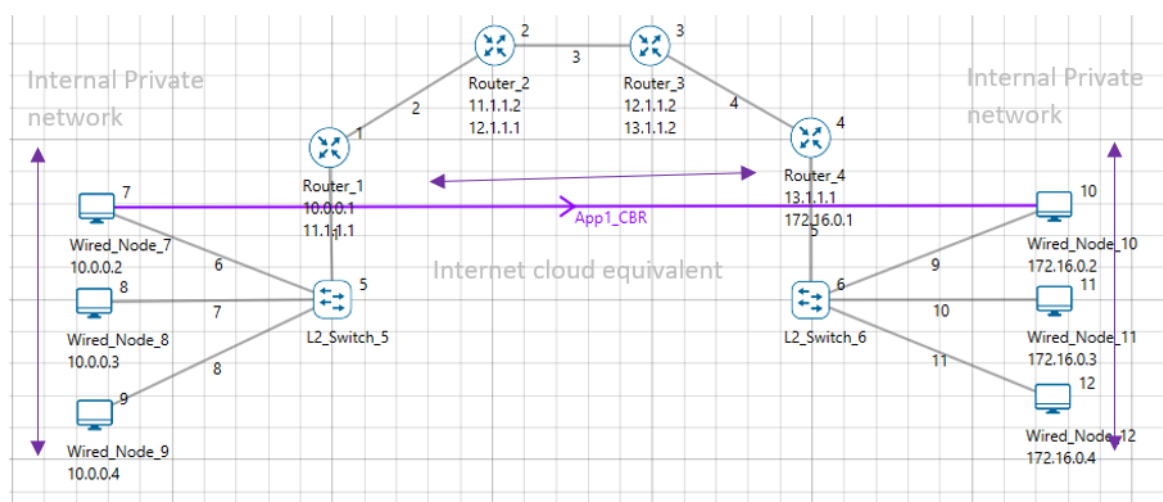 2
3
3
Router_2
11.1.1.2
12.1.1.1
Router_3
12.1.1.2
13.1.1.2
Internal Private
network
Internal Private
network
2
4
1
4
Router_1
10.0.0.1
11.1.1.1
1
Router_4
13.1.1.1
172.16.0.1
5
App1_CBR
Internet cloud equivalent
7
Wired_Node_7
10.0.0.2
6
8
Wired_Node_8
10.0.0.3
7
9
Wired_Node_9
10.0.0.4
8
5
L2_Switch_5
6
L2_Switch_6
10
Wired_Node_10
172.16.0.2
9
11
Wired_Node_11
172.16.0.3
10
12
Wired_Node_12
172.16.0.4
11